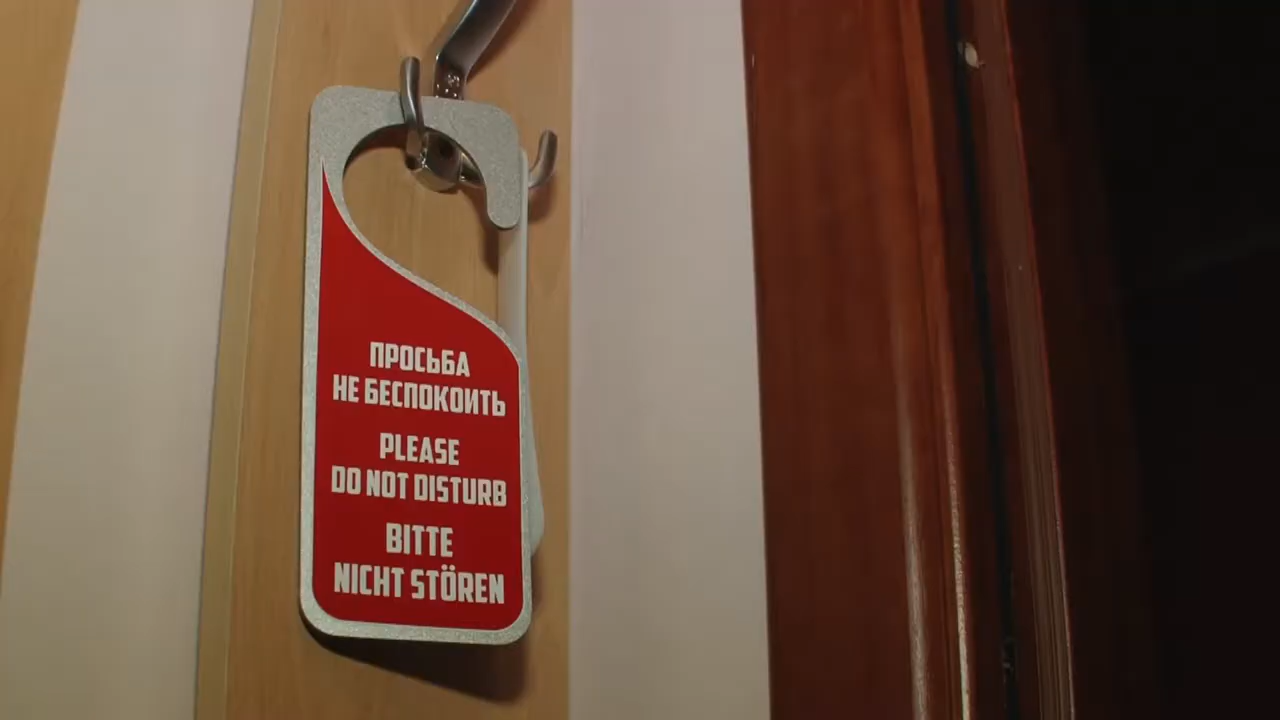 ПРОСЬБА
НЕ БЕСПОКОИТЬ
PLEASE
DO NOT DISTURB
BITTE
NICHT STÖREN